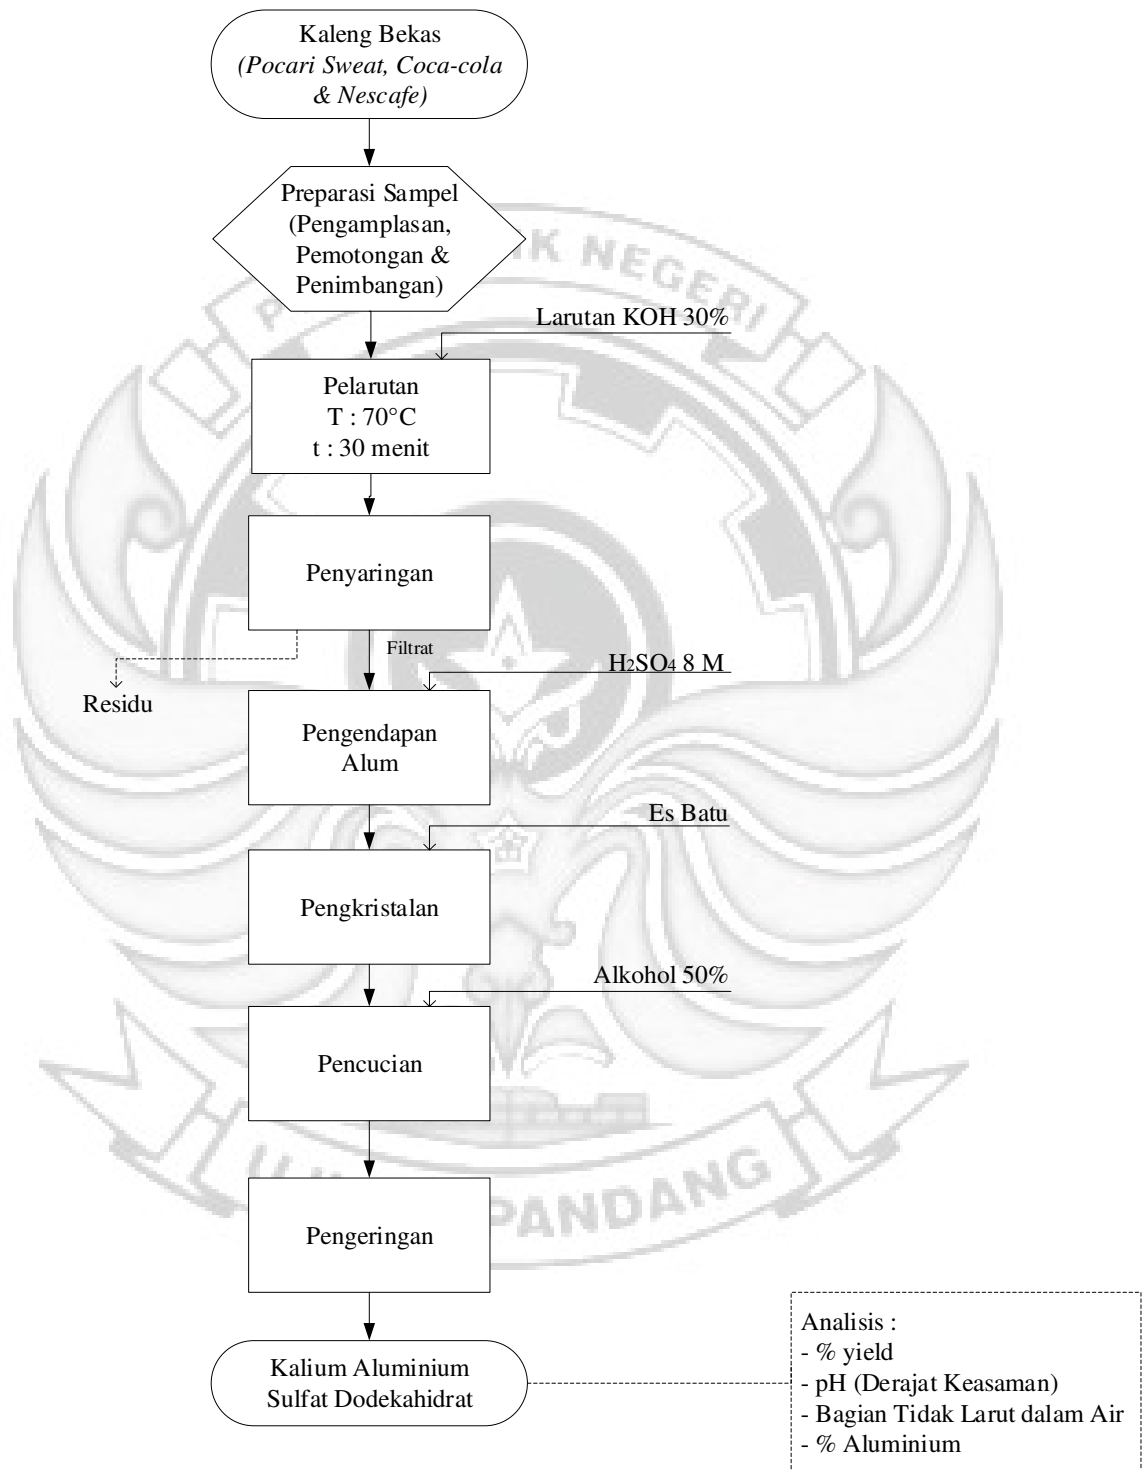 Kaleng Bekas
(Pocari Sweat, Coca-cola
& Nescafe)
Preparasi Sampel
(Pengamplasan,
Pemotongan &
Penimbangan)
Larutan KOH 30%
Pelarutan
T : 70°C
t : 30 menit
Penyaringan
Filtrat
Residu
H2SO4 8 M
Pengendapan
Alum
Es Batu
Pengkristalan
Alkohol 50%
Pencucian
Pengeringan
Kalium Aluminium
Sulfat Dodekahidrat
Analisis :
- % yield
- pH (Derajat Keasaman)
- Bagian Tidak Larut dalam Air
- % Aluminium
NEGERI
PANDANG